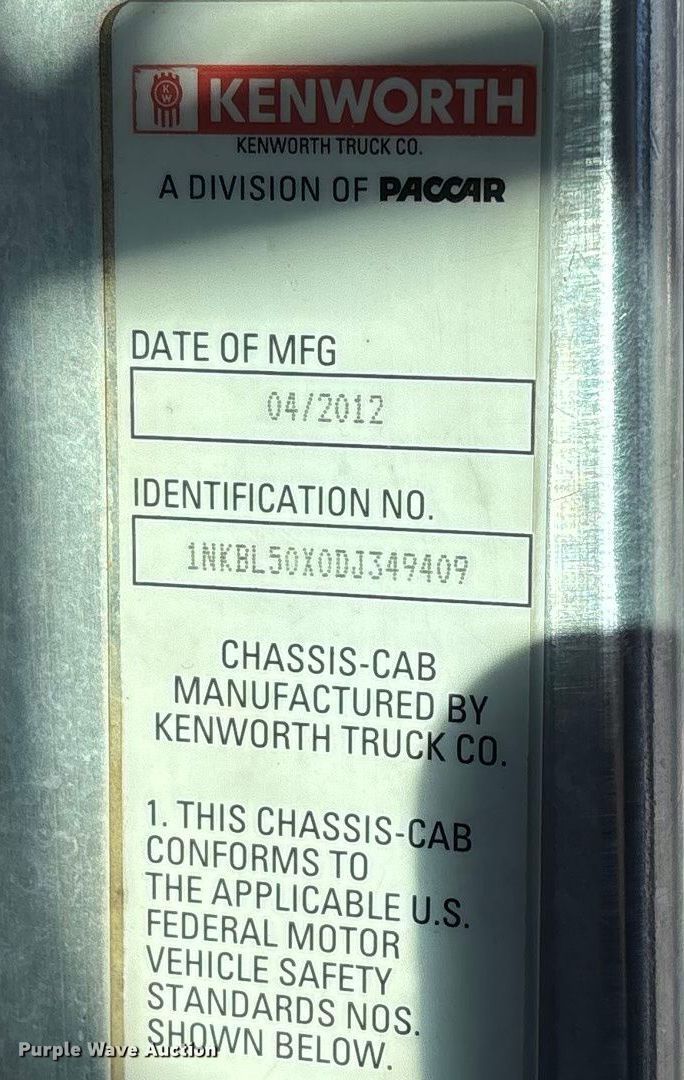 KW
KENWORTH
KENWORTH TRUCK CO.
A DIVISION OF PACCAR
DATE OF MFG
04/2012
IDENTIFICATION NO.
1NKBL50X0DJ349409
CHASSIS-CAB
MANUFACTURED BY
KENWORTH TRUCK CO.
1. THIS CHASSIS-CAB
CONFORMS TO
THE APPLICABLE U.S.
FEDERAL MOTOR
VEHICLE SAFETY
STANDARDS NOS.
SHOWN BELOW.
Purple Wave Auction